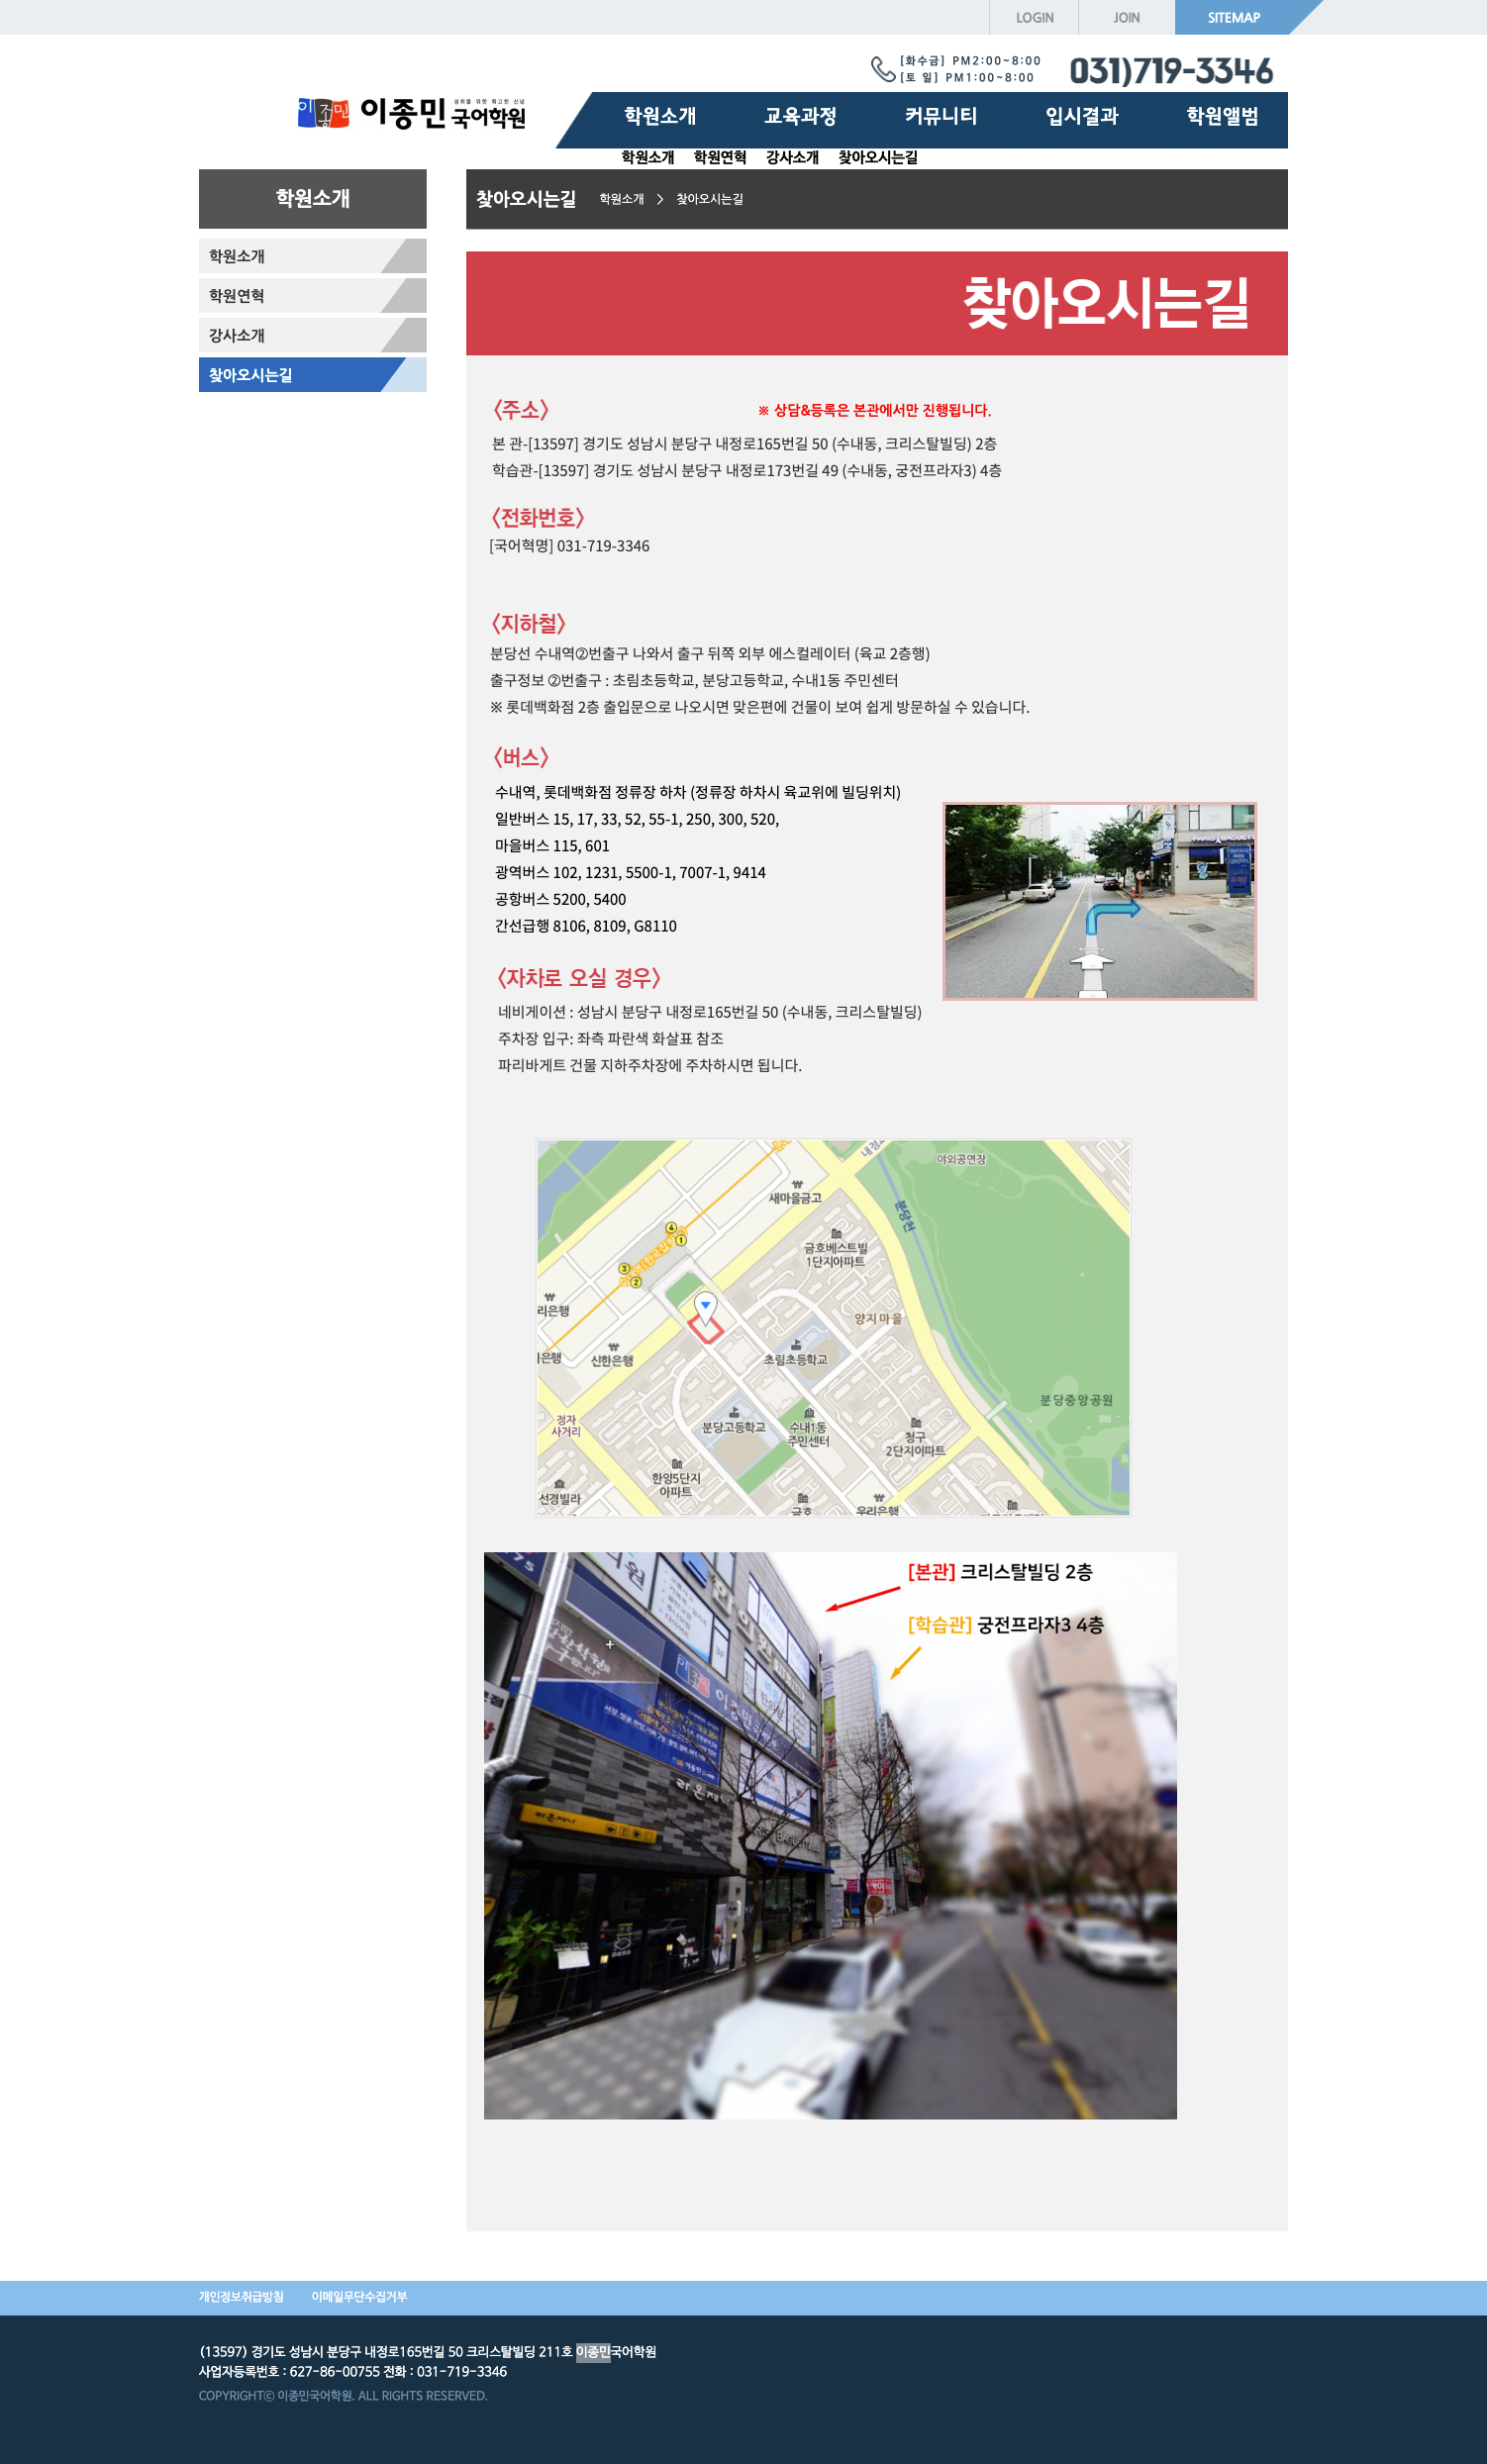 LOGIN
JOIN
SITEMAP
[화수금] PM2:00~8:00
[토 일] PM1:00~8:00
031)719-3346
이종민
성취를 위한 확고한 신념
이종민 국어학원
학원소개
교육과정
커뮤니티
입시결과
학원앨범
학원소개
학원연혁
강사소개
찾아오시는길
학원소개
학원소개
학원연혁
강사소개
찾아오시는길
찾아오시는길 학원소개 > 찾아오시는길
찾아오시는길
<주소>
※ 상담&등록은 본관에서만 진행됩니다.
본 관-[13597] 경기도 성남시 분당구 내정로165번길 50 (수내동, 크리스탈빌딩) 2층
학습관-[13597] 경기도 성남시 분당구 내정로173번길 49 (수내동, 궁전프라자3) 4층
<전화번호>
[국어혁명] 031-719-3346
<지하철>
분당선 수내역②번출구 나와서 출구 뒤쪽 외부 에스컬레이터 (육교 2층행)
출구정보 ②번출구 : 초림초등학교, 분당고등학교, 수내1동 주민센터
※ 롯데백화점 2층 출입문으로 나오시면 맞은편에 건물이 보여 쉽게 방문하실 수 있습니다.
<버스>
수내역, 롯데백화점 정류장 하차 (정류장 하차시 육교위에 빌딩위치)
일반버스 15, 17, 33, 52, 55-1, 250, 300, 520,
마을버스 115, 601
광역버스 102, 1231, 5500-1, 7007-1, 9414
공항버스 5200, 5400
간선급행 8106, 8109, G8110
PARIS BAGUETTE
<자차로 오실 경우>
네비게이션 : 성남시 분당구 내정로165번길 50 (수내동, 크리스탈빌딩)
주차장 입구: 좌측 파란색 화살표 참조
파리바게트 건물 지하주차장에 주차하시면 됩니다.
야외공연장
새마을금고
분당천
4
1
금호베스트빌
1단지아파트
3
2
리은행
양지마을
신한은행
초림초등학교
분당중앙공원
정자
사거리
분당고등학교
수내1동
주민센터
청구
2단지아파트
한양5단지
아파트
선경빌라
금호
우리은행
[본관] 크리스탈빌딩 2층
[학습관] 궁전프라자3 4층
이종민
개인정보취급방침
이메일무단수집거부
(13597) 경기도 성남시 분당구 내정로165번길 50 크리스탈빌딩 211호 이종민국어학원
사업자등록번호 : 627-86-00755 전화 : 031-719-3346
COPYRIGHTⓒ 이종민국어학원. ALL RIGHTS RESERVED.